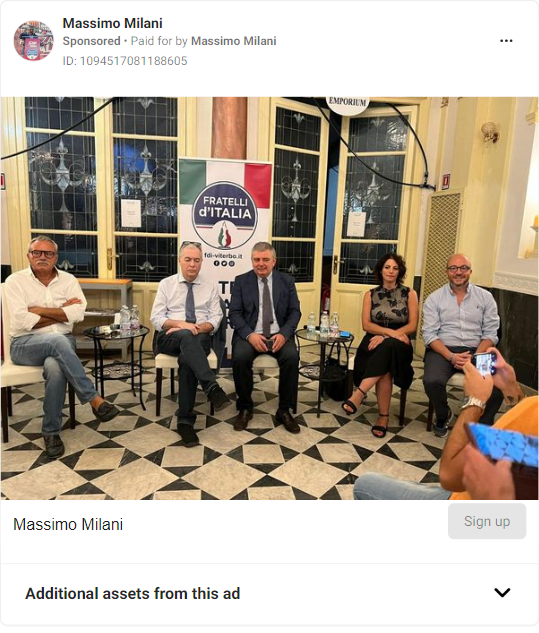 Massimo Milani
Sponsored • Paid for by Massimo Milani
ID: 1094517081188605
EMPORIUM
FRATELLI
d'ITALIA
fdi-viterbo.it
Massimo Milani
Sign up
Additional assets from this ad